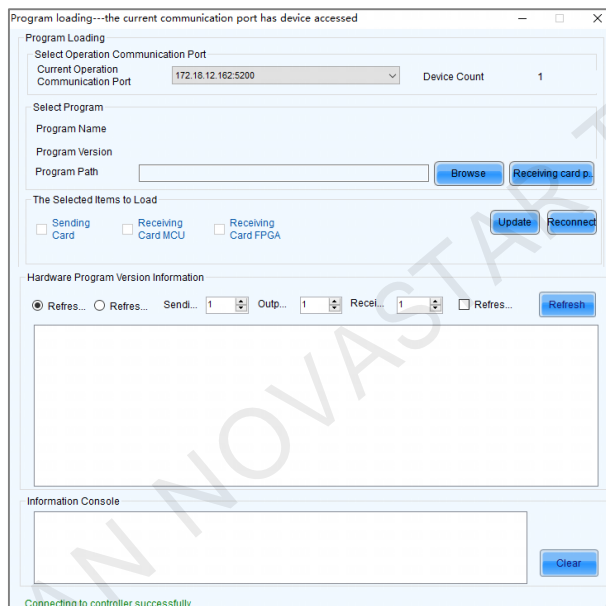 Program loading---the current communication port has device accessed
Program Loading
Select Operation Communication Port
Current Operation
Communication Port
172.18.12.162:5200
Device Count
1
Select Program
Program Name
Program Version
Program Path
Browse
Receiving card p..
The Selected Items to Load
Sending
Card
Receiving
Card MCU
Receiving
Card FPGA
Update
Reconnect
Hardware Program Version Information
Refres...
Refres...
Sendi...
1
Outp...
1
Recei...
1
Refres...
Refresh
Information Console
Clear
Connecting to controller successfully
AN NOVASTAR T